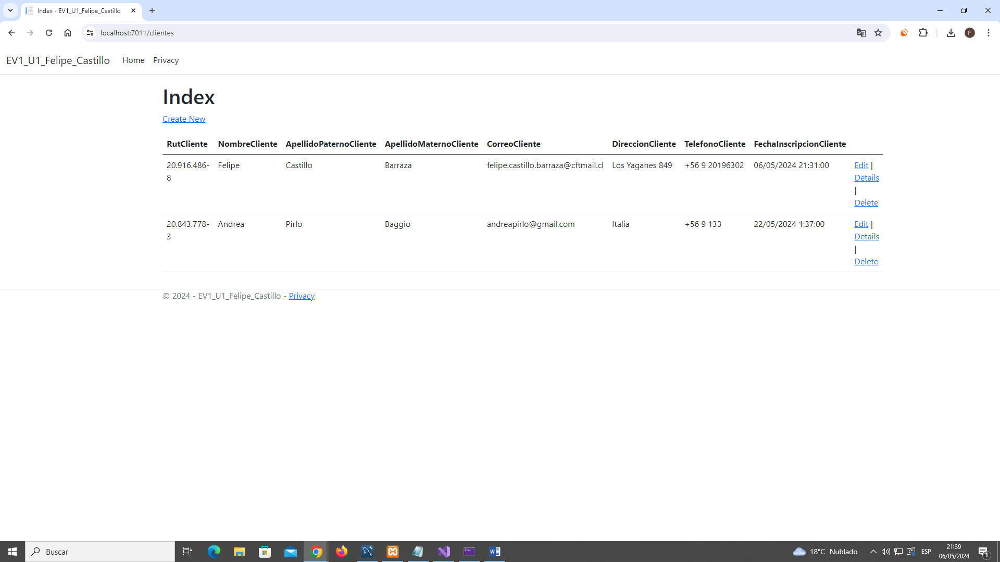 Index - EV1_U1_Felipe_Castillo
localhost:7011/clientes
F
EV1_U1_Felipe_Castillo Home Privacy
Index
Create New
RutCliente NombreCliente ApellidoPaternoCliente ApellidoMaternoCliente CorreoCliente DireccionCliente TelefonoCliente FechaInscripcionCliente
20.916.486- Felipe Castillo Barraza felipe.castillo.barraza@cftmail.cl Los Yaganes 849 +56 9 20196302 06/05/2024 21:31:00 Edit |
8 Details
|
Delete
20.843.778- Andrea Pirlo Baggio andreapirlo@gmail.com Italia +56 9 133 22/05/2024 1:37:00 Edit |
3 Details
|
Delete
© 2024 - EV1_U1_Felipe_Castillo - Privacy
Buscar
18°C Nublado
ESP
21:39
06/05/2024
1